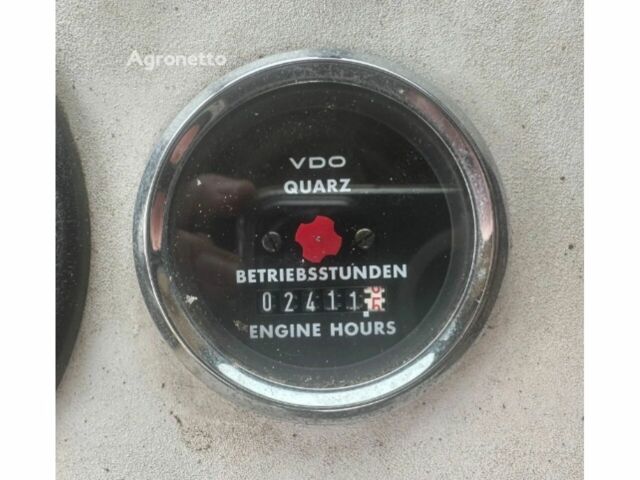 Agronetto
VDO
QUARZ
BETRIEBSSTUNDEN
02411
ENGINE HOURS